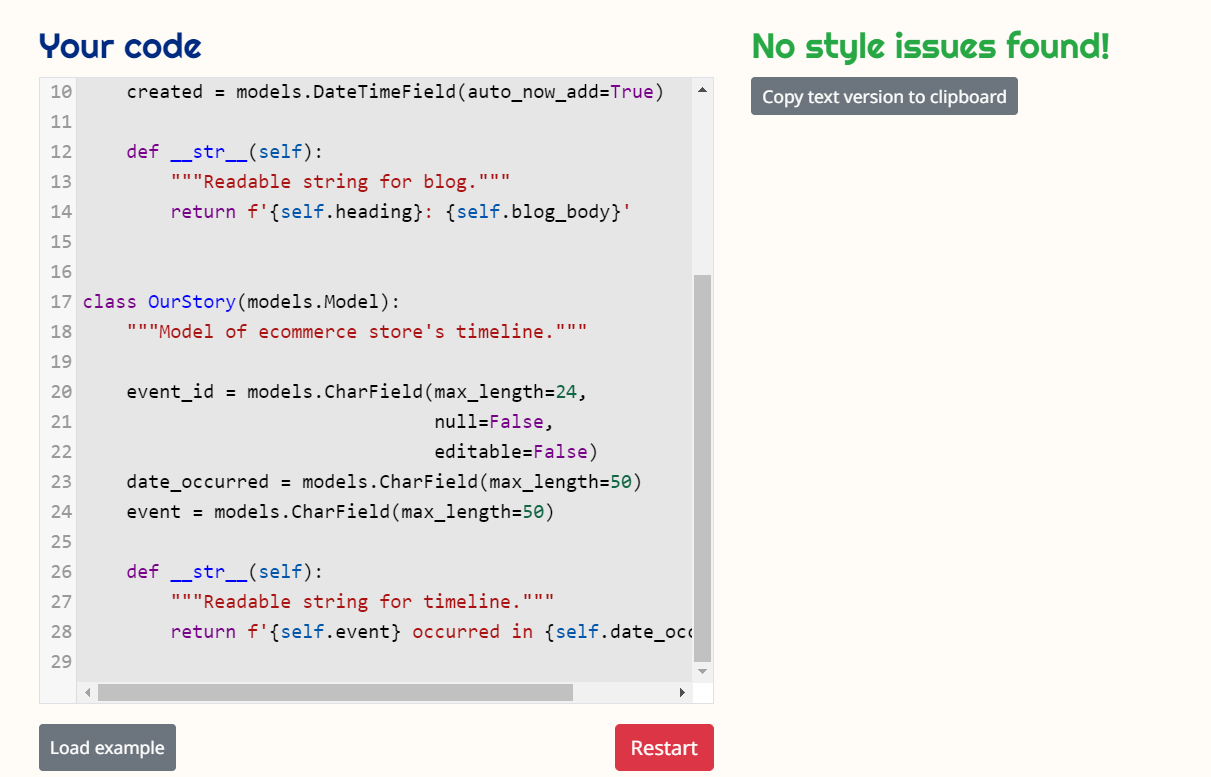 Your code
No style issues found!
Copy text version to clipboard
10 created = models.DateTimeField(auto_now_add=True)
11
12 def __str__(self):
13 """Readable string for blog."""
14 return f'{self.heading}: {self.blog_body}'
15
16
17 class OurStory(models.Model):
18 """Model of ecommerce store's timeline."""
19
20 event_id = models.CharField(max_length=24,
21 null=False,
22 editable=False)
23 date_occurred = models.CharField(max_length=50)
24 event = models.CharField(max_length=50)
25
26 def __str__(self):
27 """Readable string for timeline."""
28 return f'{self.event} occurred in {self.date_occ
29
Load example
Restart